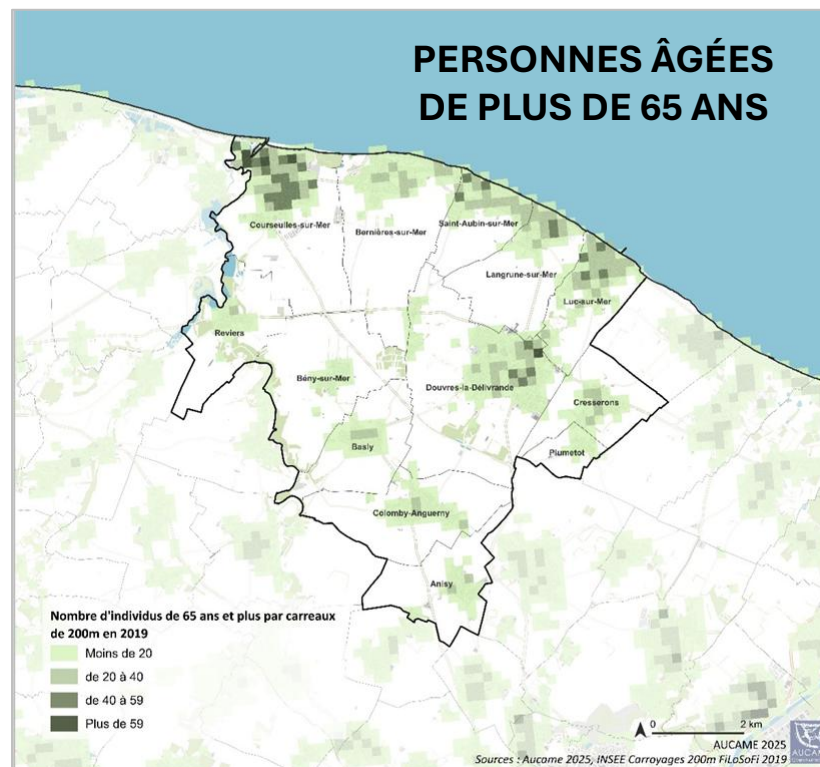 PERSONNES ÂGÉES
DE PLUS DE 65 ANS
Courseulles-sur-Mer
Bernières-sur-Mer
Saint-Aubin-sur-Mer
Langrune-sur-Mer
Luc-sur-Mer
Reviers
Bény-sur-Mer
Douvres-la-Délivrande
Cresserons
Basly
Plumetot
Colomby-Anguerny
Anisy
Nombre d'individus de 65 ans et plus par carreaux
de 200m en 2019
Moins de 20
de 20 à 40
de 40 à 59
Plus de 59
0 2 km
AUCAME 2025
AUCAME
Sources : Aucame 2025, INSEE Carroyages 200m FiLoSoFi 2019